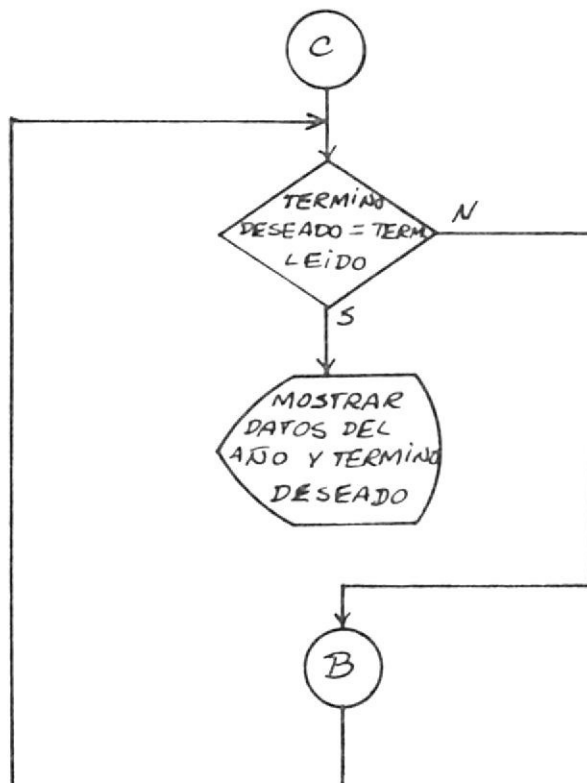 C
TERMINO
DESEADO = TERM
LEIDO
N
S
MOSTRAR
DATOS DEL
AÑO Y TERMINO
DESEADO
B